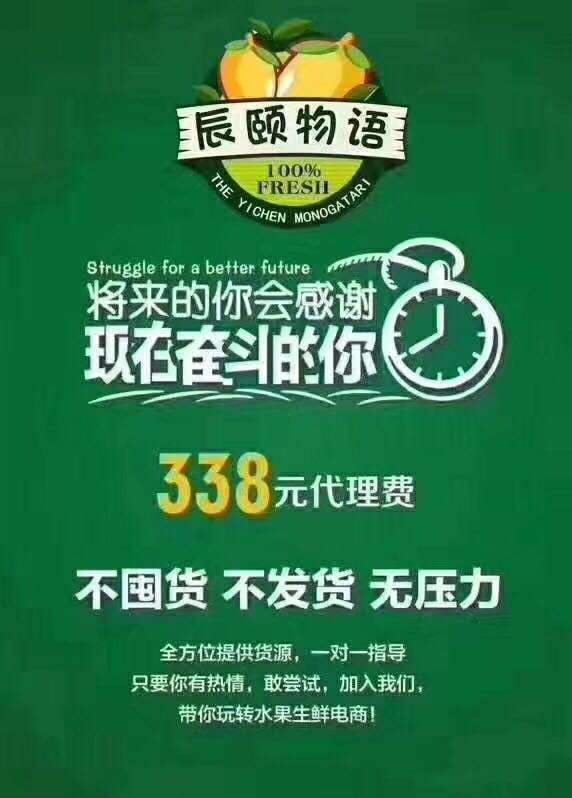 辰颐物语
100%
FRESH
THE YICHEN MONOGATARI
Struggle for a better future
将来的你会感谢
现在奋斗的你
338元代理费
不囤货 不发货 无压力
全方位提供货源，一对一指导
只要你有热情，敢尝试，加入我们，
带你玩转水果生鲜电商！